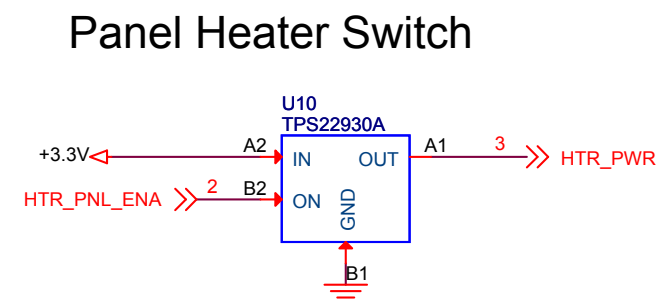 Panel Heater Switch
U10
TPS22930A
+3.3V A2 IN OUT A1 3 HTR_PWR
HTR_PNL_ENA 2 B2 ON
GND
B1